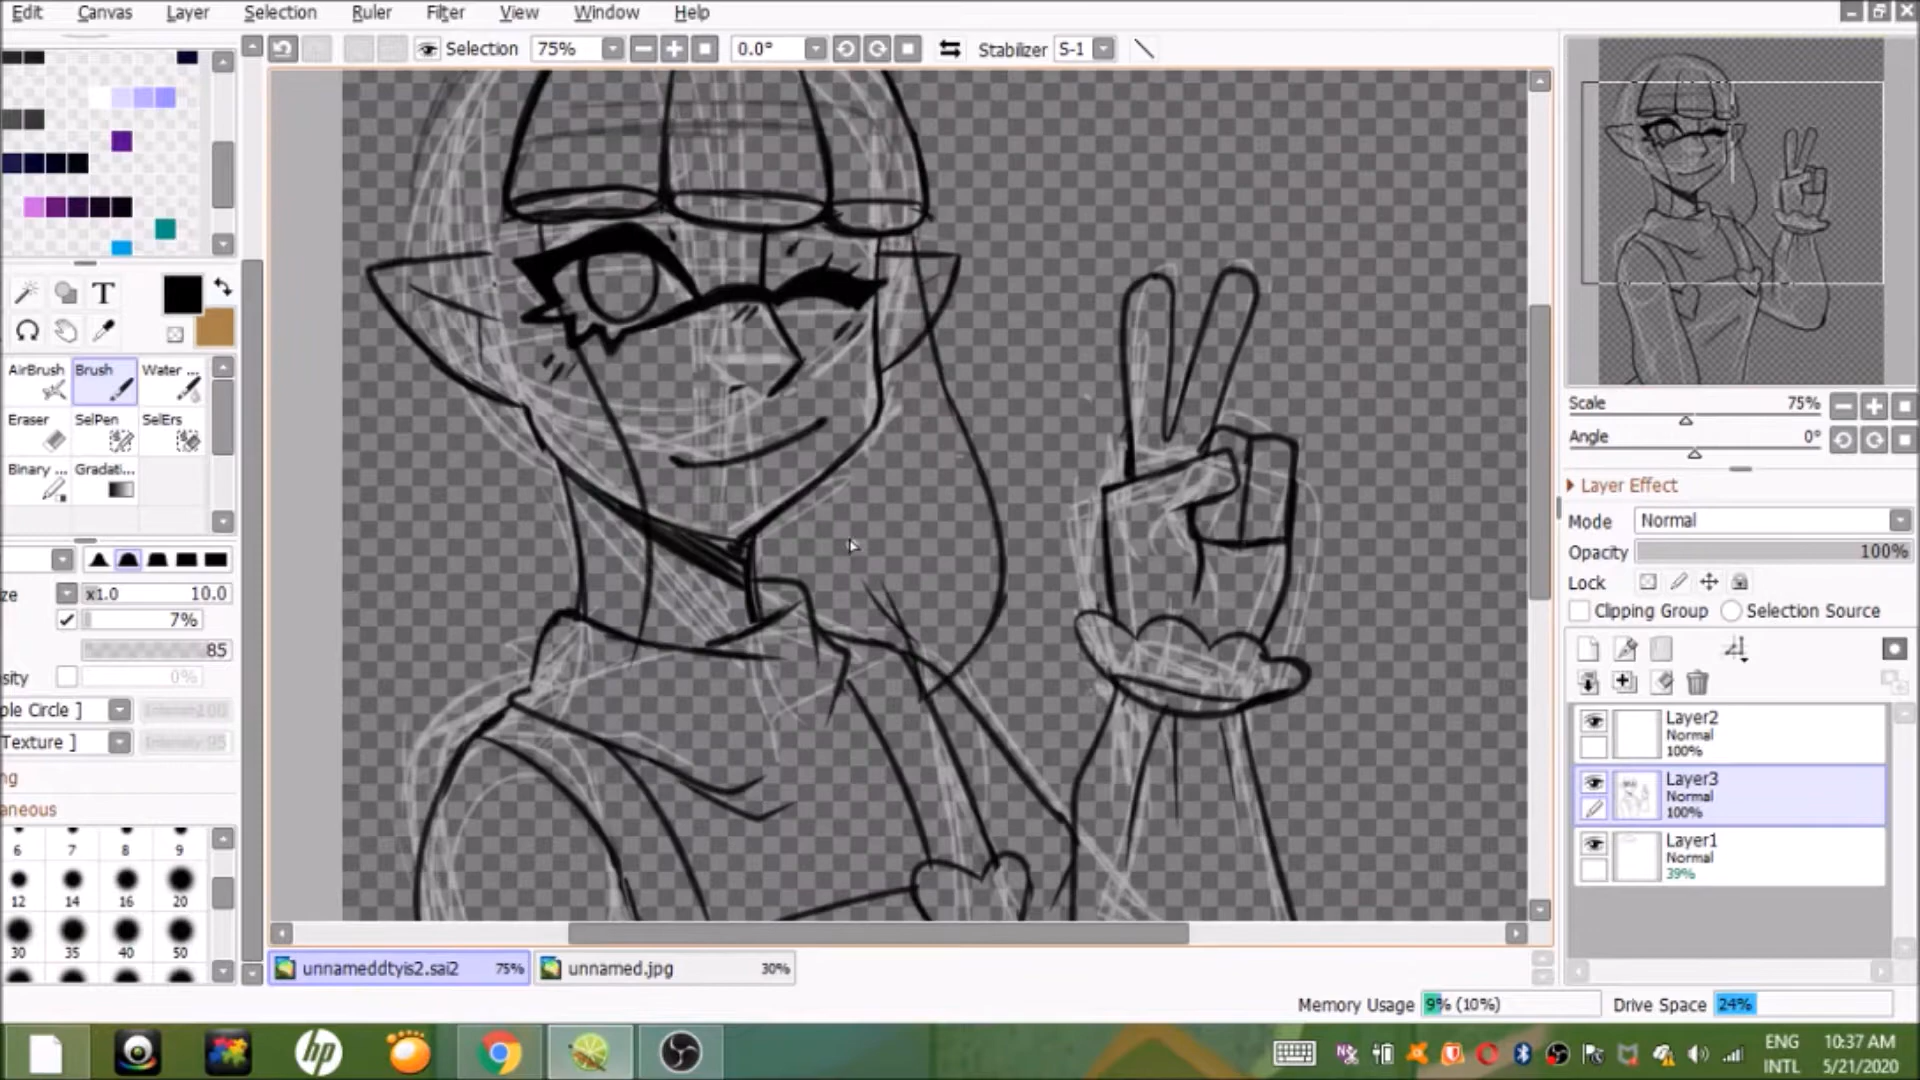 Edit Canvas Layer Selection Ruler Filter View Window Help
Selection 75% 0.0° Stabilizer S-1
T
AirBrush Brush Water ...
Eraser SelPen SelErs
Binary ... Gradati...
ze x1.0 10.0
7%
85
sity 0%
ple Circle ]
Texture ]
ng
aneous
6 7 8 9
12 14 16 20
30 35 40 50
Scale 75%
Angle 0°
Layer Effect
Mode Normal
Opacity 100%
Lock
Clipping Group Selection Source
Layer2
Normal
100%
Layer3
Normal
100%
Layer1
Normal
39%
unnameddtyis2.sai2 75% unnamed.jpg 30%
Memory Usage 9% (10%) Drive Space 24%
hp
ENG 10:37 AM
INTL 5/21/2020